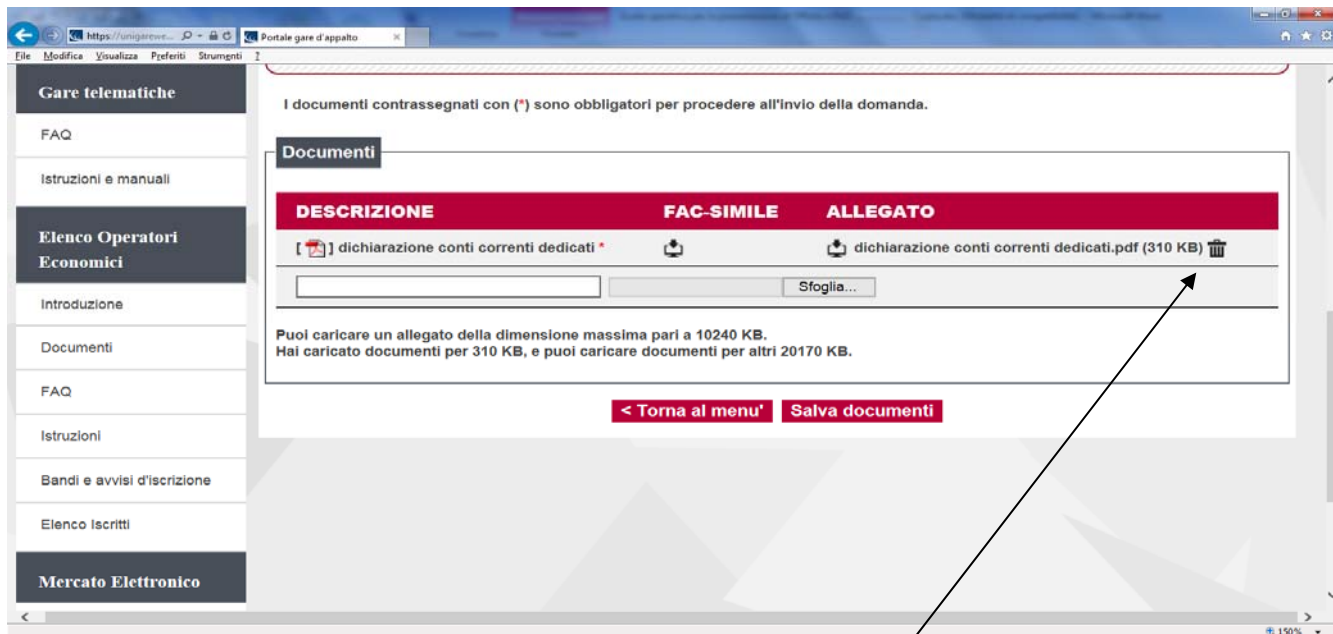 https://unigarewe...
Portale gare d'appalto
File Modifica Visualizza Preferiti Strumenti ?
Gare telematiche
FAQ
Istruzioni e manuali
Elenco Operatori
Economici
Introduzione
Documenti
FAQ
Istruzioni
Bandi e avvisi d'iscrizione
Elenco Iscritti
Mercato Elettronico
I documenti contrassegnati con (*) sono obbligatori per procedere all'invio della domanda.
Documenti
DESCRIZIONE FAC-SIMILE ALLEGATO
[ ] dichiarazione conti correnti dedicati * dichiarazione conti correnti dedicati.pdf (310 KB)
Sfoglia...
Puoi caricare un allegato della dimensione massima pari a 10240 KB.
Hai caricato documenti per 310 KB, e puoi caricare documenti per altri 20170 KB.
< Torna al menu' Salva documenti
150%